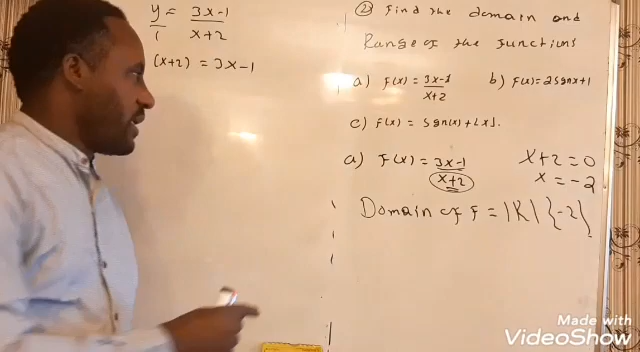 y/1 = 3x-1/x+2
(x+2) = 3x-1
② Find the domain and
Range of the functions
a) f(x) = 3x-1/x+2 b) f(x)=2sgnx+1
c) f(x) = sgn(x)+⌊x⌋.
a) f(x) = 3x-1/x+2 x+2=0
x=-2
Domain of f = |R\{-2}
Made with
VideoShow